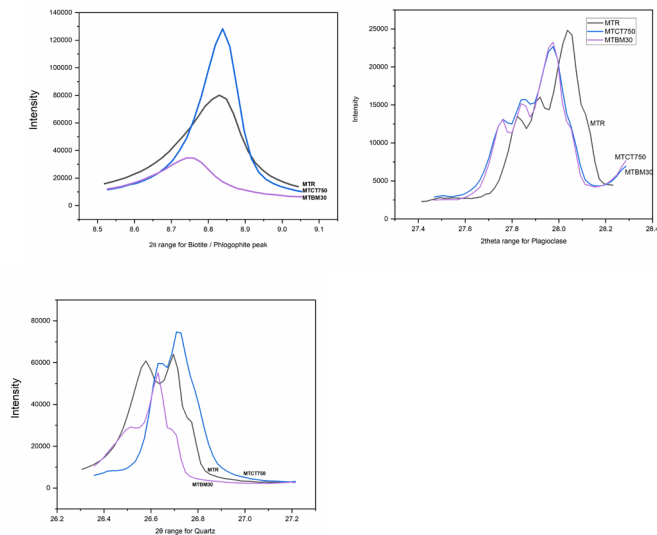 140000
120000
100000
80000
60000
40000
20000
0
Intensity
MTR
MTCT750
MTBM30
8.5 8.6 8.7 8.8 8.9 9.0 9.1
2θ range for Biotite / Phlogophite peak
25000
20000
15000
10000
5000
0
Intensity
MTR
MTCT750
MTBM30
MTR
MTCT750
MTBM30
27.4 27.6 27.8 28.0 28.2 28.4
2theta range for Plagioclase
80000
60000
40000
20000
0
Intensity
MTR
MTCT750
MTBM30
26.2 26.4 26.6 26.8 27.0 27.2
2θ range for Quartz